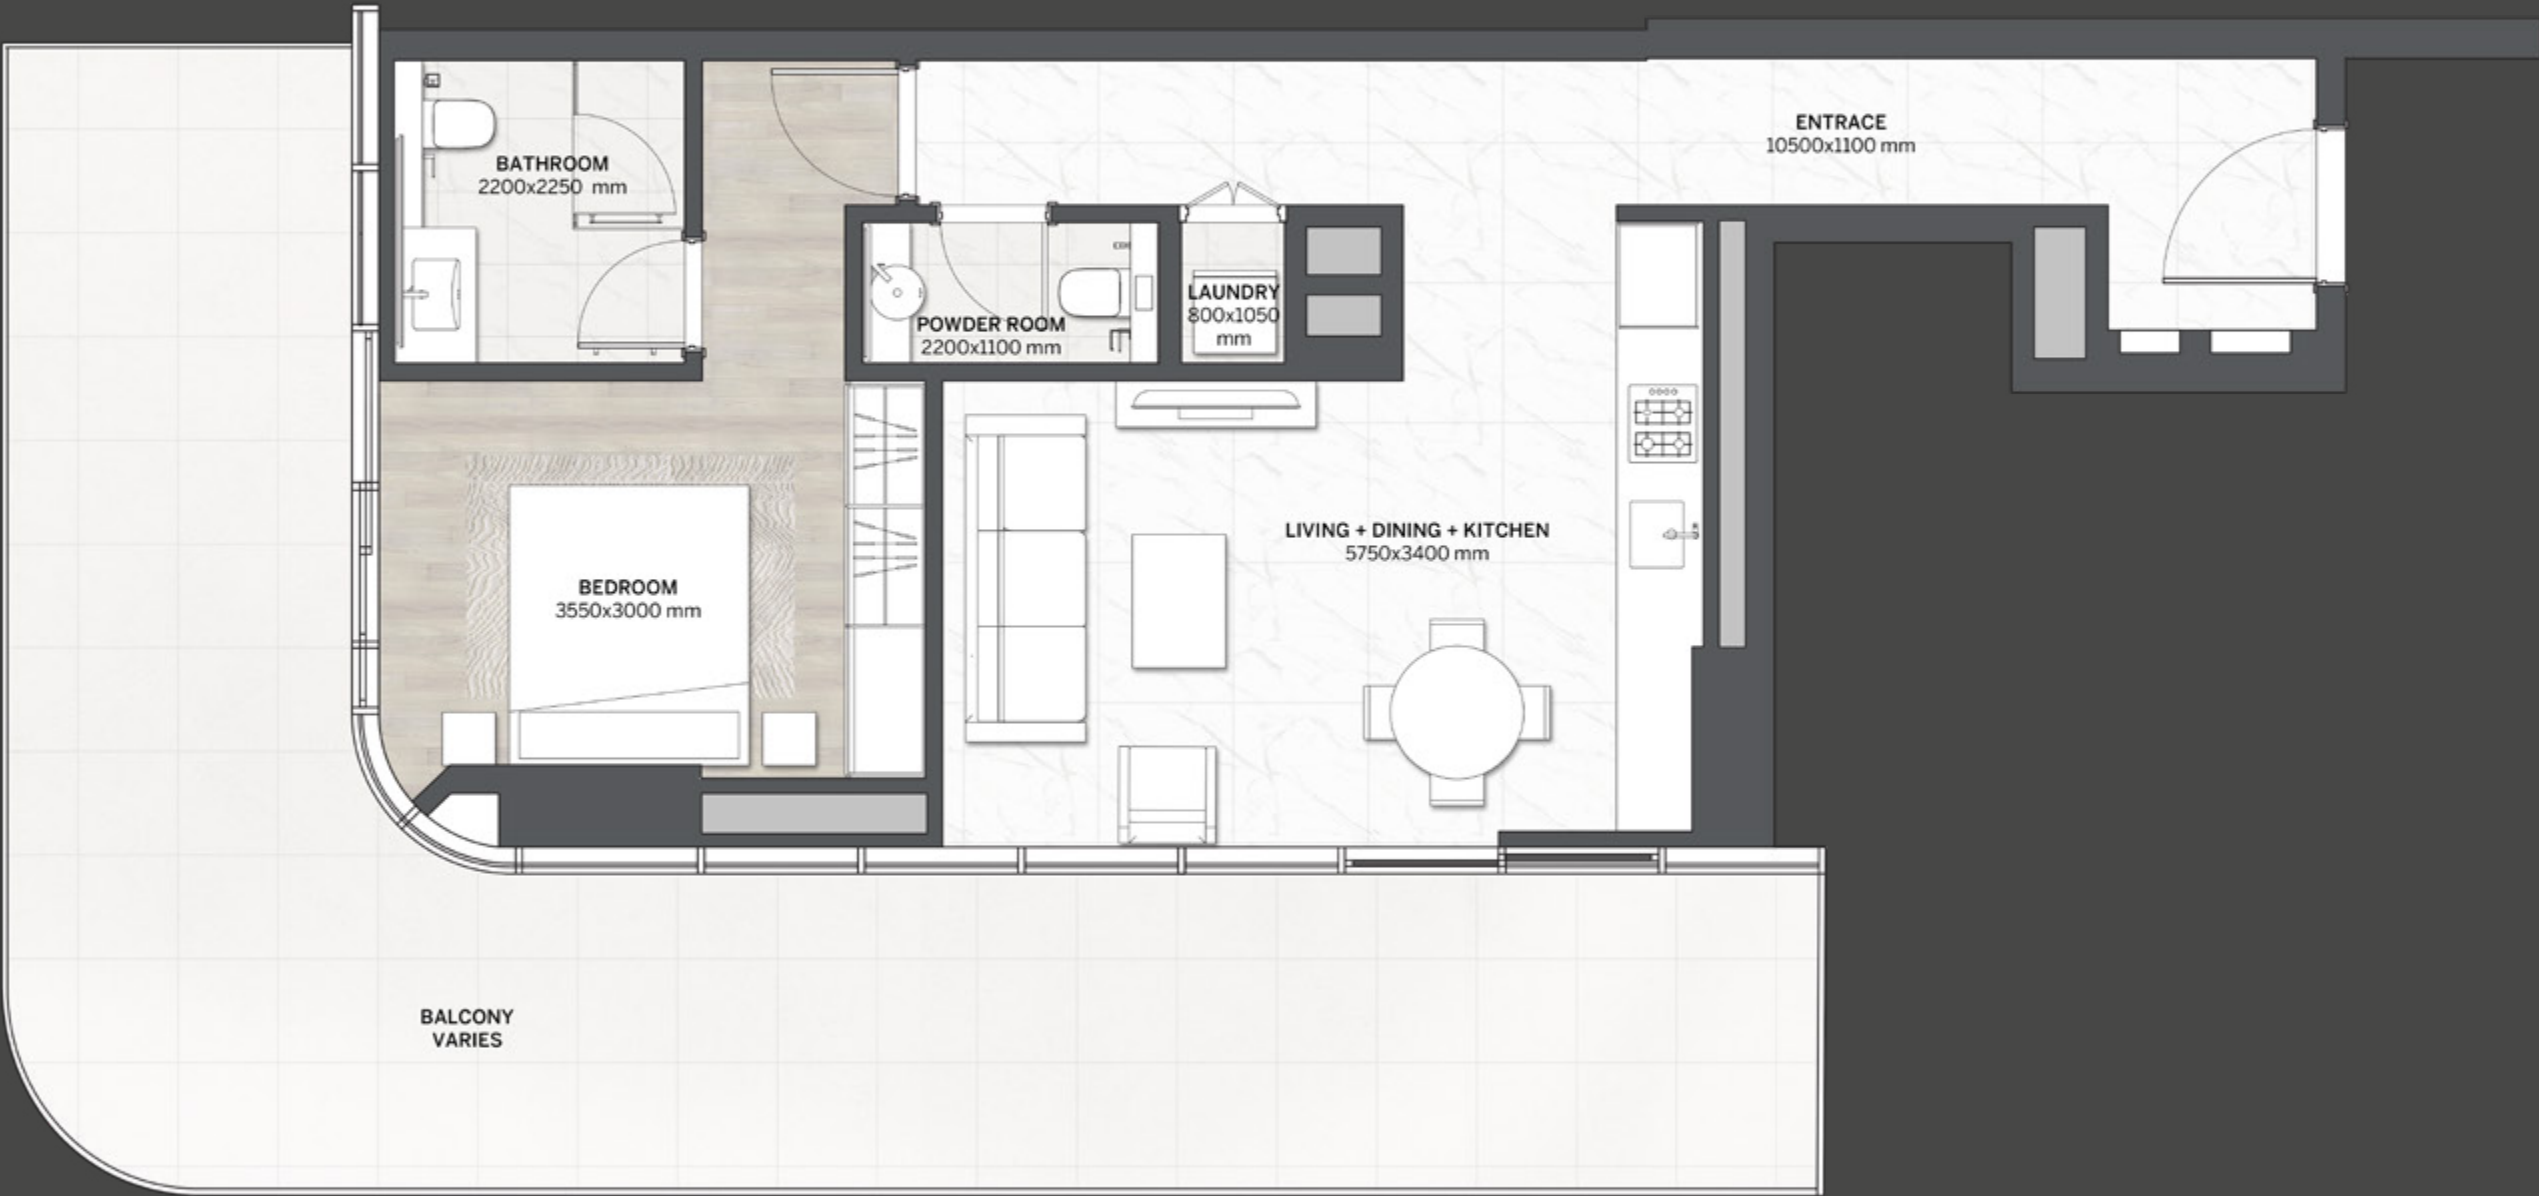 ENTRACE
10500x1100 mm
BATHROOM
2200x2250 mm
POWDER ROOM
2200x1100 mm
LAUNDRY
800x1050
mm
LIVING + DINING + KITCHEN
5750x3400 mm
BEDROOM
3550x3000 mm
BALCONY
VARIES